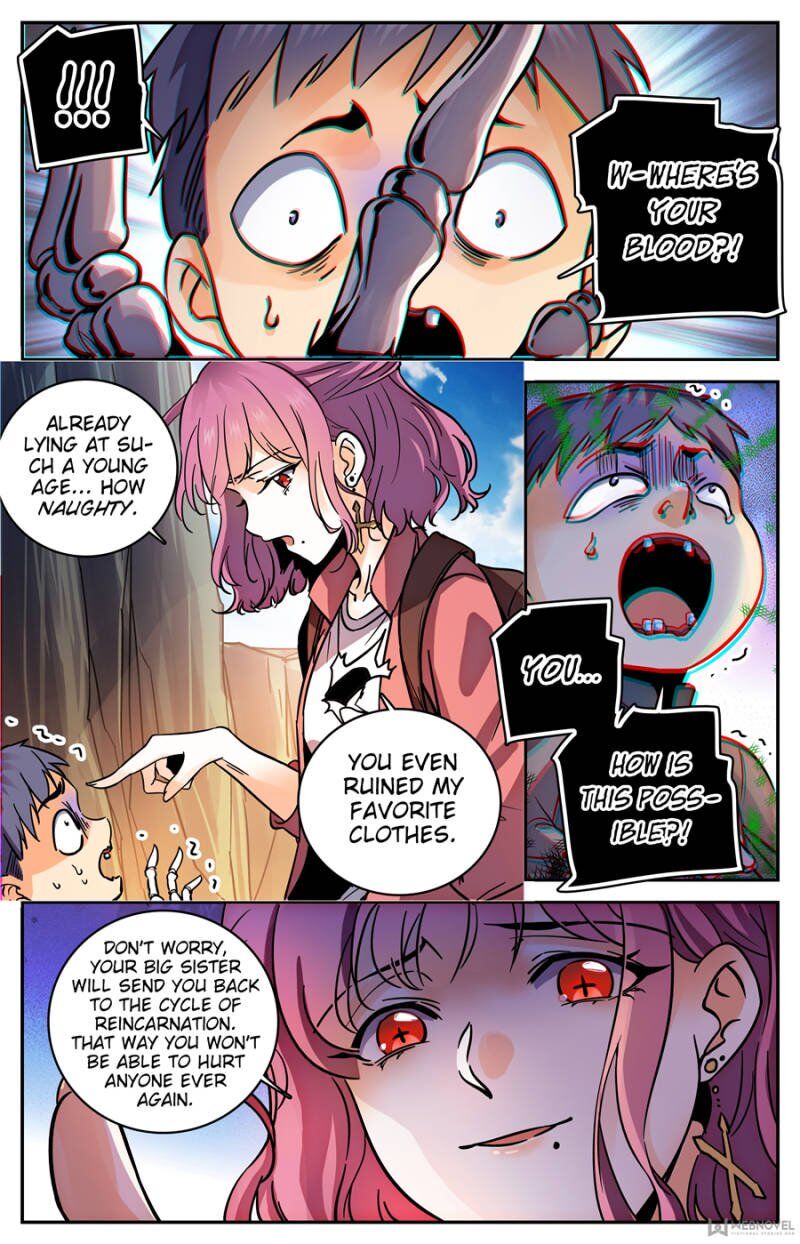 !!!
W-WHERE'S
YOUR
BLOOD?!
ALREADY
LYING AT SU-
CH A YOUNG
AGE... HOW
NAUGHTY.
YOU EVEN
RUINED MY
FAVORITE
CLOTHES.
YOU...
HOW IS
THIS POSS-
IBLE?!
DON'T WORRY,
YOUR BIG SISTER
WILL SEND YOU BACK
TO THE CYCLE OF
REINCARNATION.
THAT WAY YOU WON'T
BE ABLE TO HURT
ANYONE EVER
AGAIN.
WEBNOVEL